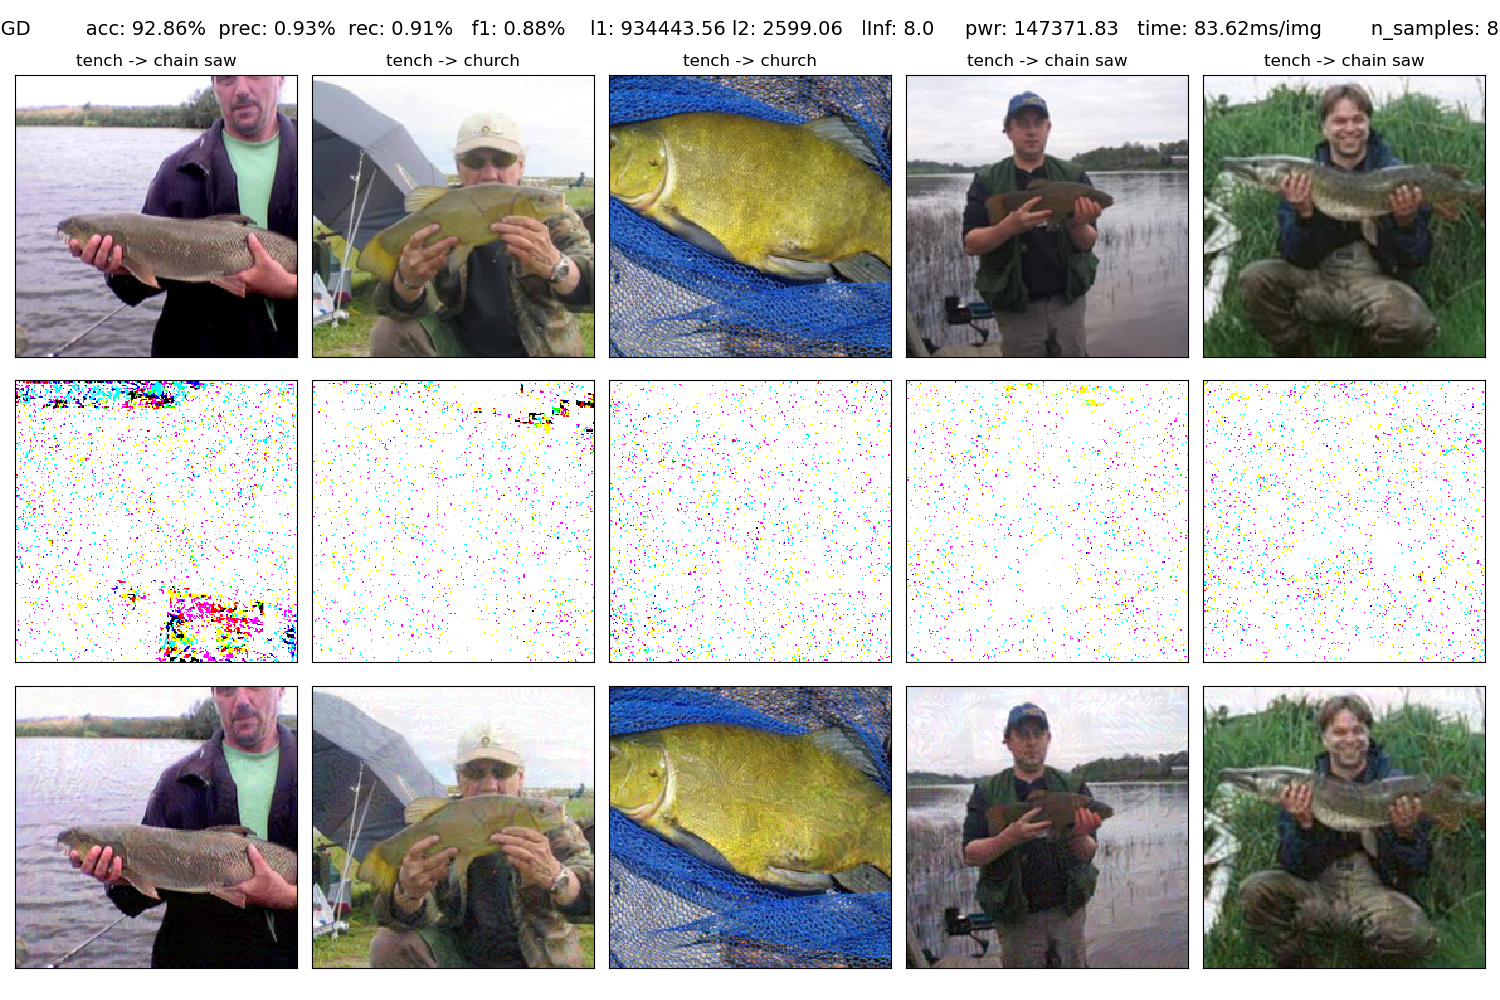 GD acc: 92.86% prec: 0.93% rec: 0.91% f1: 0.88% l1: 934443.56 l2: 2599.06 lInf: 8.0 pwr: 147371.83 time: 83.62ms/img n_samples: 8
tench -> chain saw
tench -> church
tench -> church
tench -> chain saw
tench -> chain saw